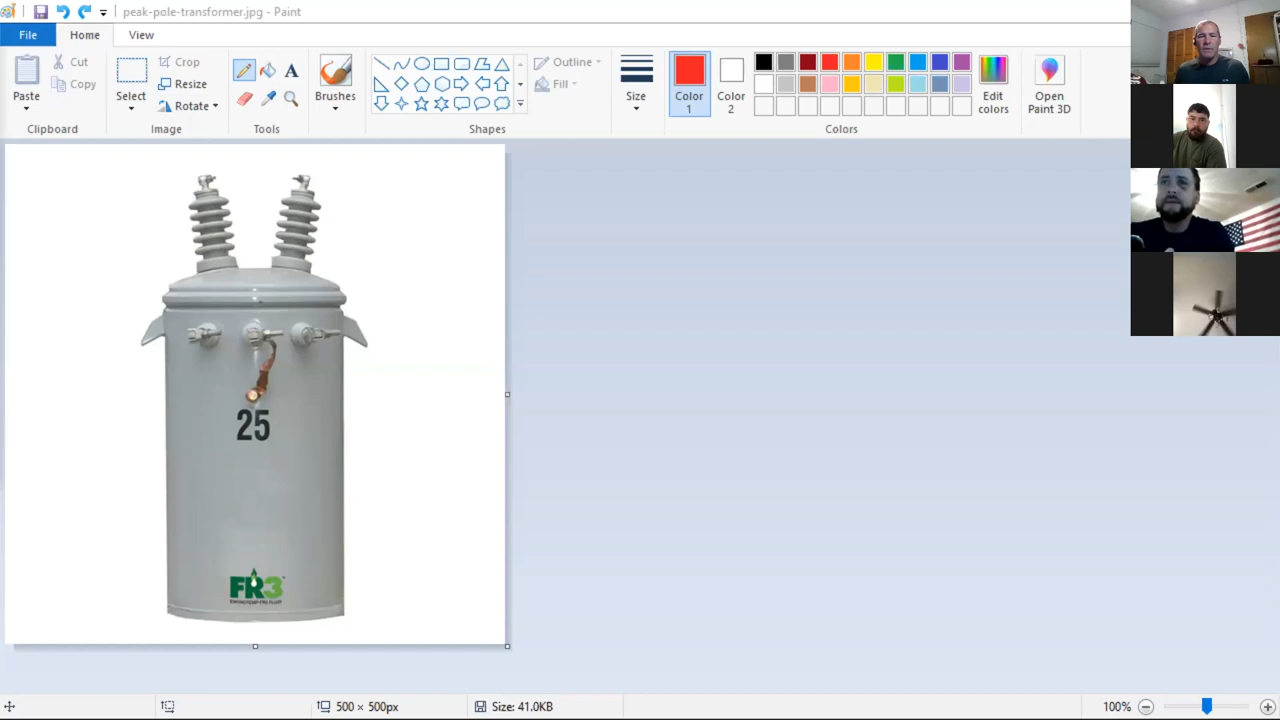 peak-pole-transformer.jpg - Paint
File Home View
Paste
Cut
Copy
Clipboard
Select
Crop
Resize
Rotate
Image
A
Tools
Brushes
Shapes
Outline
Fill
Size
Color 1
Color 2
Colors
Edit colors
Open Paint 3D
25
FR3
500 × 500px
Size: 41.0KB
100%